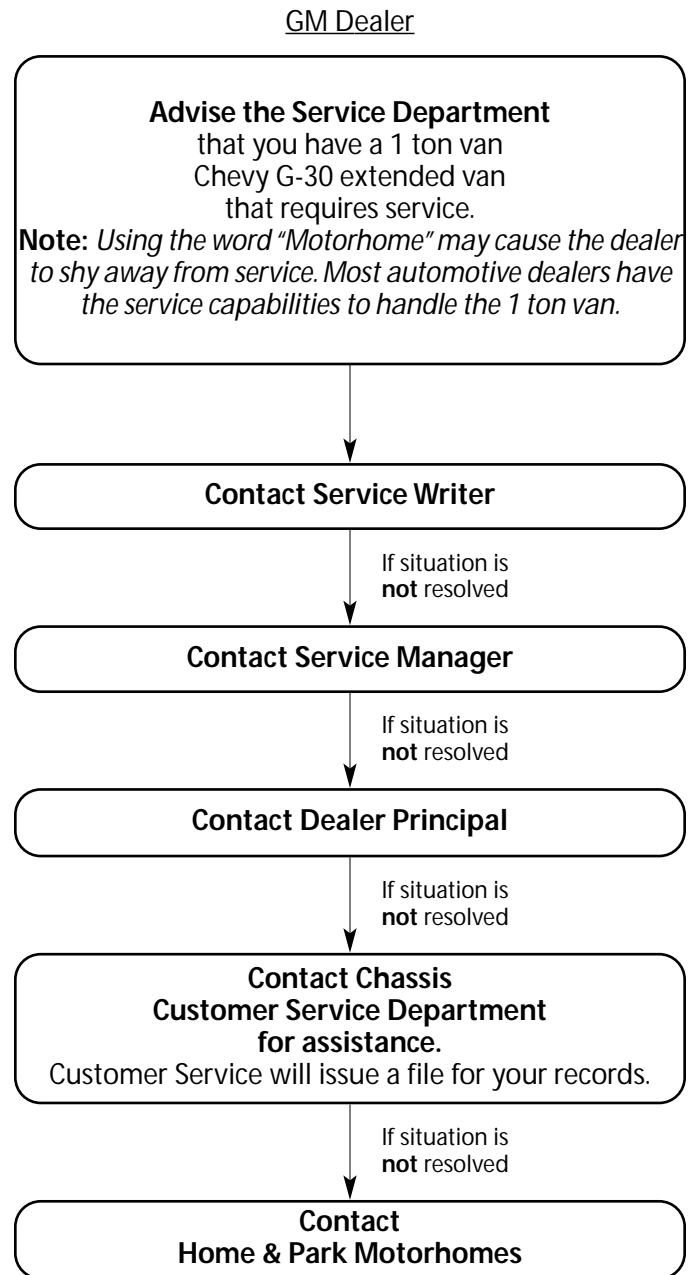 GM Dealer
Advise the Service Department
that you have a 1 ton van
Chevy G-30 extended van
that requires service.
Note: Using the word “Motorhome” may cause the dealer
to shy away from service. Most automotive dealers have
the service capabilities to handle the 1 ton van.
Contact Service Writer
If situation is
not resolved
Contact Service Manager
If situation is
not resolved
Contact Dealer Principal
If situation is
not resolved
Contact Chassis
Customer Service Department
for assistance.
Customer Service will issue a file for your records.
If situation is
not resolved
Contact
Home & Park Motorhomes